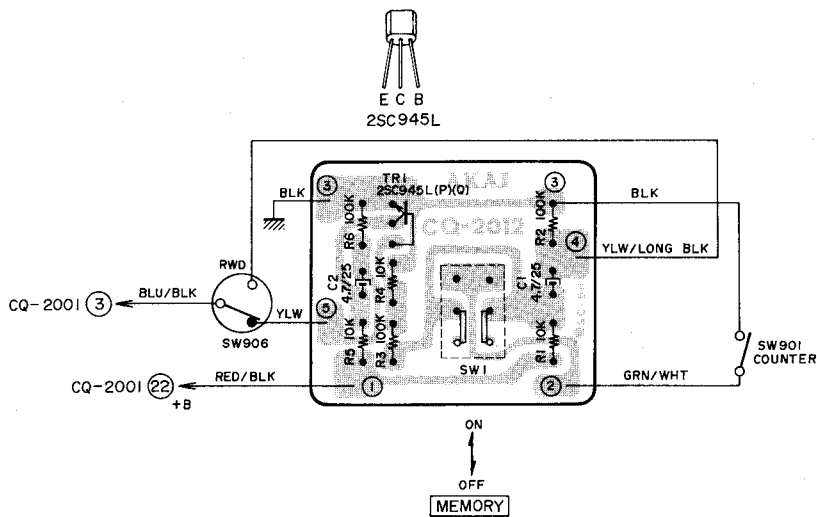 E C B
2SC945L
BLK
3
TR1
2SC945L(P)(Q)
AKAI
3
BLK
R6 100K
CQ-2012
R2 100K
4
YLW/LONG BLK
RWD
C2 4.7/25
R4 10K
C1 4.7/25
CQ-2001 3
BLU/BLK
YLW
5
SW906
R5 10K
R3 100K
SW1
R1 10K
SW901
COUNTER
CQ-2001 22
+B
RED/BLK
1
2
GRN/WHT
ON
OFF
MEMORY